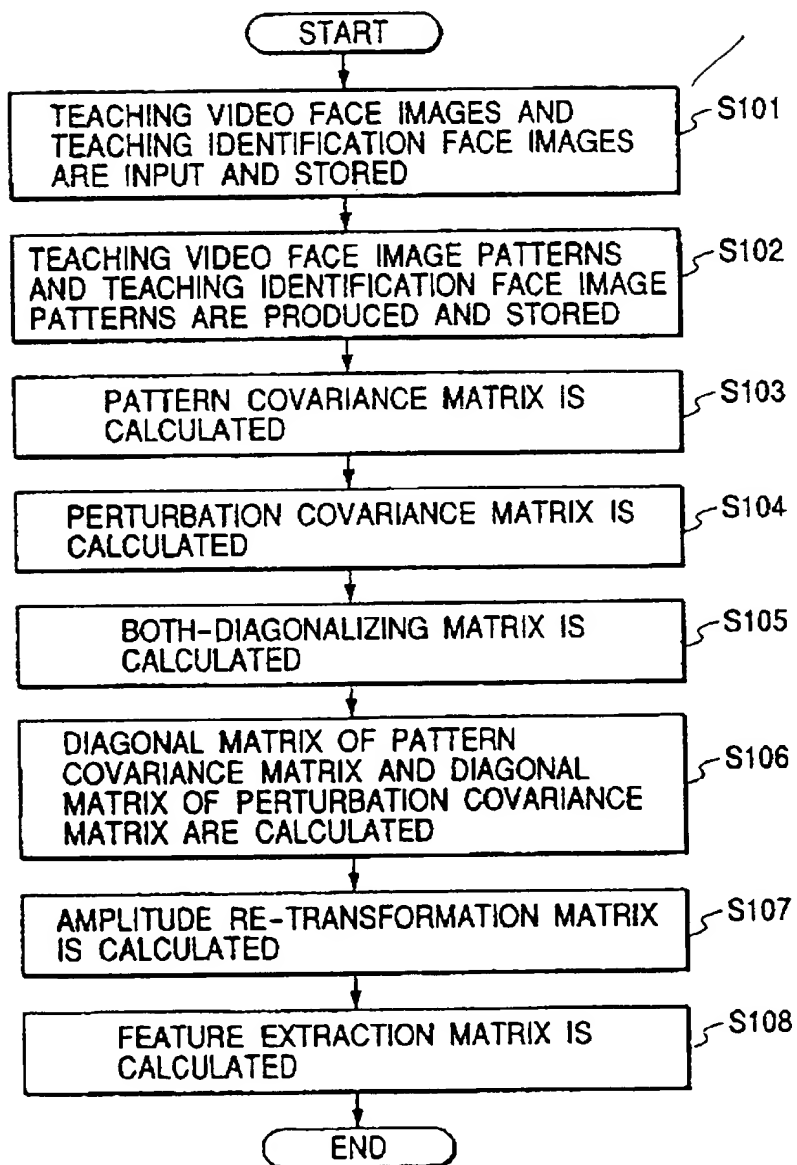 START
TEACHING VIDEO FACE IMAGES AND
TEACHING IDENTIFICATION FACE IMAGES
ARE INPUT AND STORED
S101
TEACHING VIDEO FACE IMAGE PATTERNS
AND TEACHING IDENTIFICATION FACE IMAGE
PATTERNS ARE PRODUCED AND STORED
S102
PATTERN COVARIANCE MATRIX IS
CALCULATED
S103
PERTURBATION COVARIANCE MATRIX IS
CALCULATED
S104
BOTH-DIAGONALIZING MATRIX IS
CALCULATED
S105
DIAGONAL MATRIX OF PATTERN
COVARIANCE MATRIX AND DIAGONAL
MATRIX OF PERTURBATION COVARIANCE
MATRIX ARE CALCULATED
S106
AMPLITUDE RE-TRANSFORMATION MATRIX
IS CALCULATED
S107
FEATURE EXTRACTION MATRIX IS
CALCULATED
S108
END